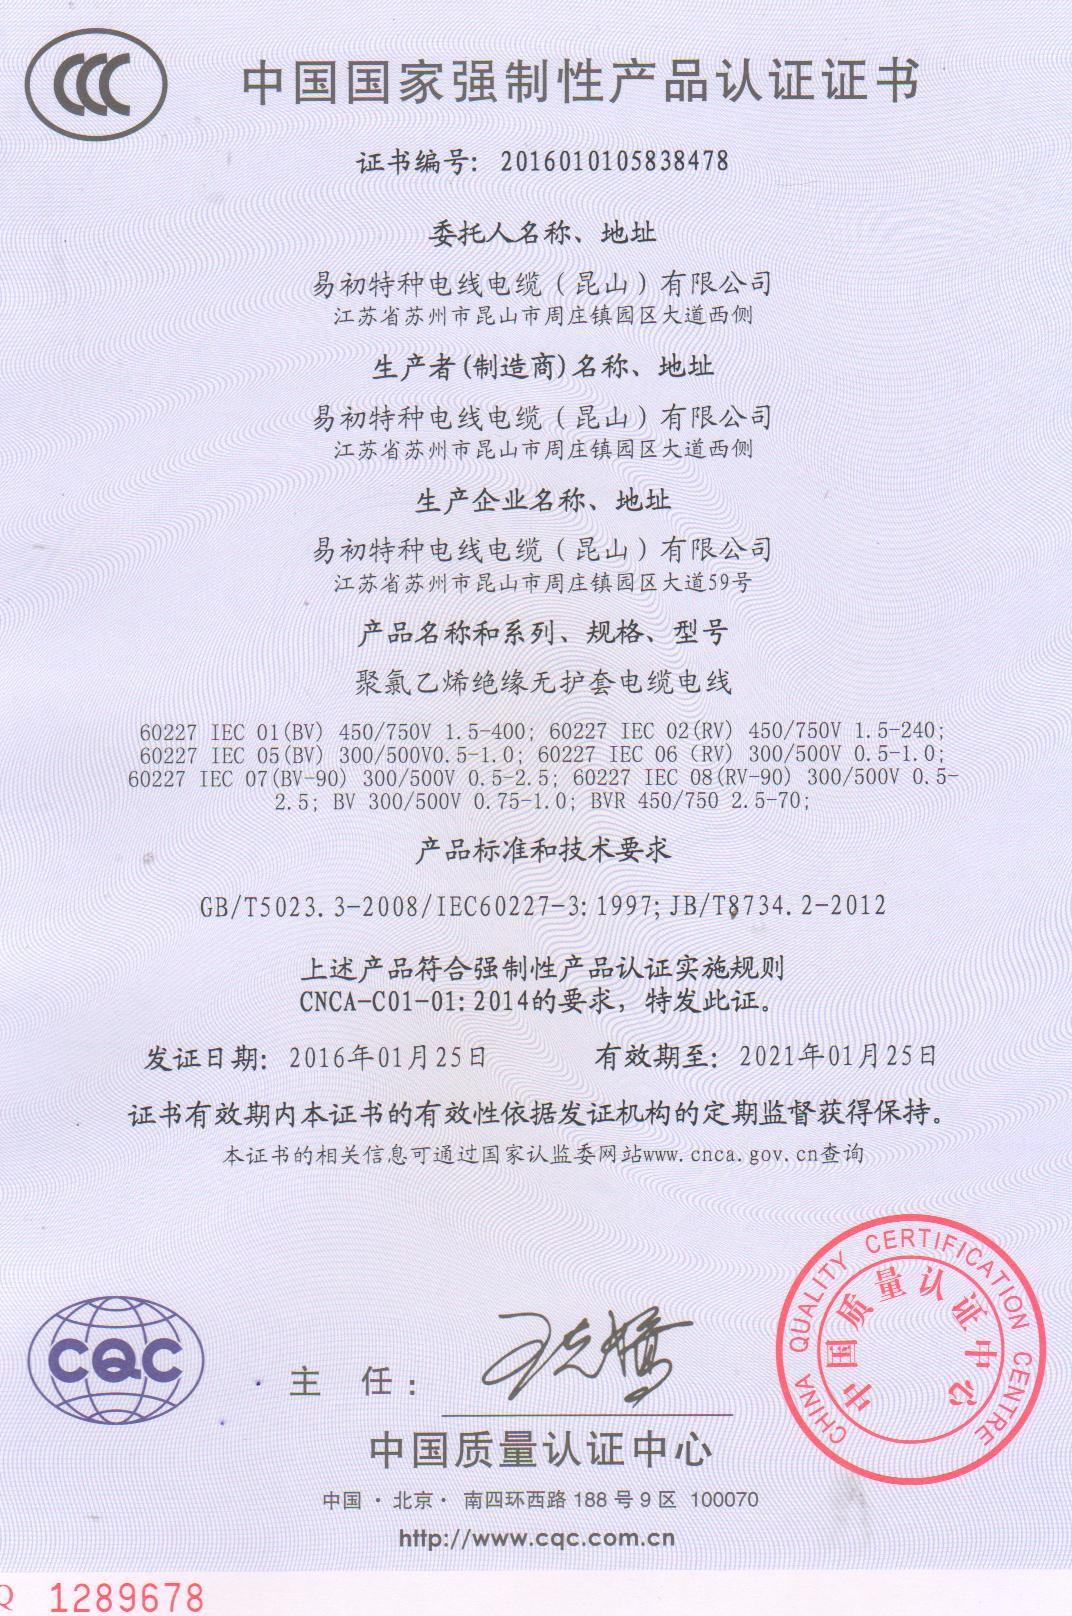 CCC
中国国家强制性产品认证证书
证书编号: 2016010105838478
委托人名称、地址
易初特种电线电缆（昆山）有限公司
江苏省苏州市昆山市周庄镇园区大道西侧
生产者(制造商)名称、地址
易初特种电线电缆（昆山）有限公司
江苏省苏州市昆山市周庄镇园区大道西侧
生产企业名称、地址
易初特种电线电缆（昆山）有限公司
江苏省苏州市昆山市周庄镇园区大道59号
产品名称和系列、规格、型号
聚氯乙烯绝缘无护套电缆电线
60227 IEC 01(BV) 450/750V 1.5-400; 60227 IEC 02(RV) 450/750V 1.5-240;
60227 IEC 05(BV) 300/500V0.5-1.0; 60227 IEC 06（RV) 300/500V 0.5-1.0;
60227 IEC 07(BV-90) 300/500V 0.5-2.5; 60227 IEC 08(RV-90) 300/500V 0.5-
2.5; BV 300/500V 0.75-1.0; BVR 450/750 2.5-70;
产品标准和技术要求
GB/T5023.3-2008/IEC60227-3:1997;JB/T8734.2-2012
上述产品符合强制性产品认证实施规则
CNCA-C01-01:2014的要求，特发此证。
发证日期: 2016年01月25日 有效期至: 2021年01月25日
证书有效期内本证书的有效性依据发证机构的定期监督获得保持。
本证书的相关信息可通过国家认监委网站www.cnca.gov.cn查询
CHINA QUALITY CERTIFICATION CENTRE
中国质量认证中心
CQC
主 任：
中国质量认证中心
中国 · 北京 · 南四环西路 188 号 9 区 100070
http://www.cqc.com.cn
Q 1289678